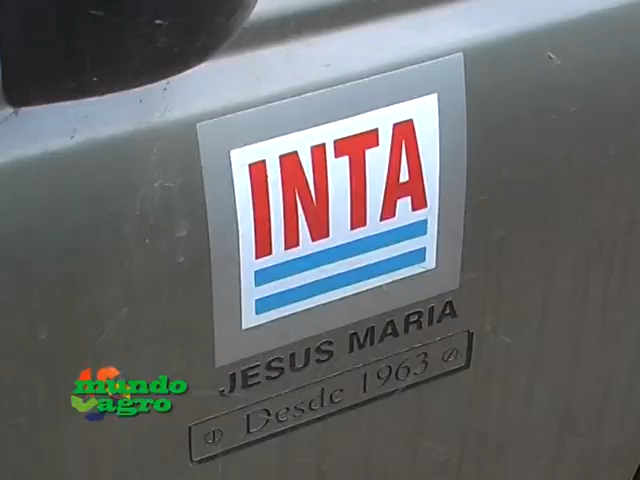 INTA
JESUS MARIA
Desde 1963
mundo
agro